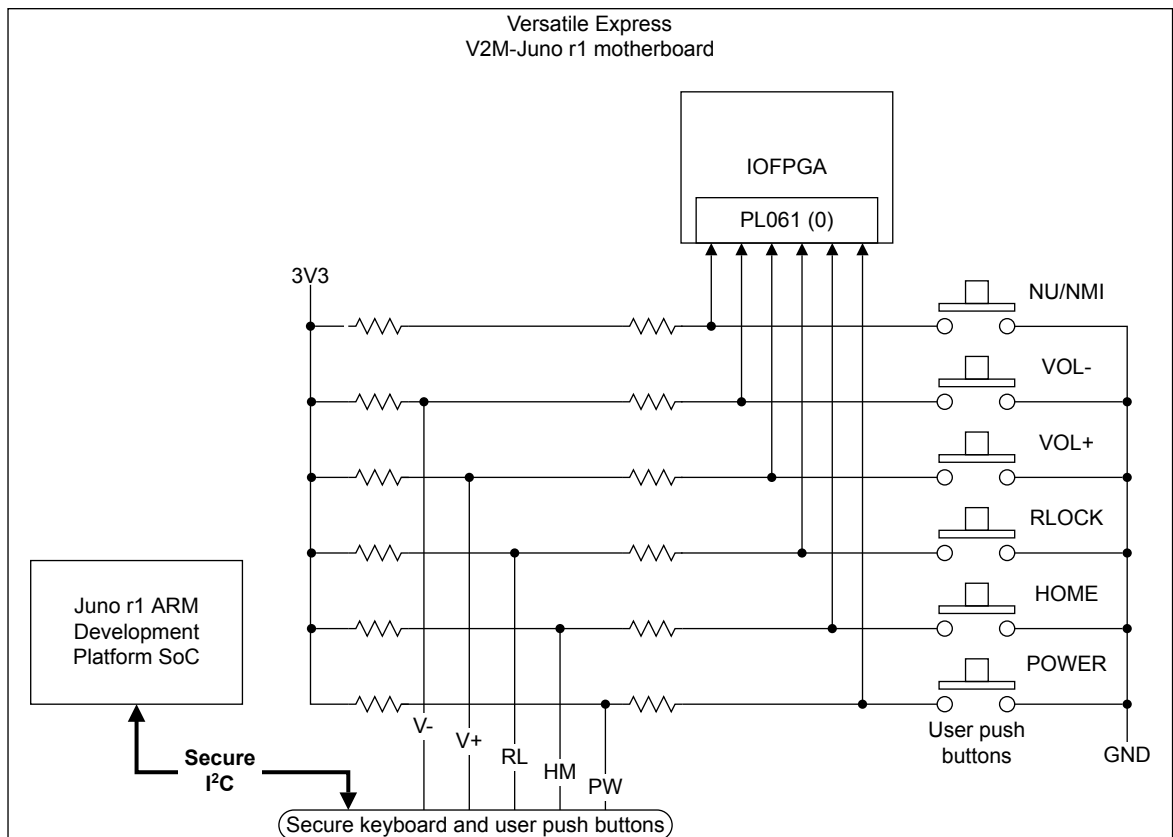 Versatile Express
V2M-Juno r1 motherboard
IOFPGA
PL061 (0)
3V3
NU/NMI
VOL-
VOL+
RLOCK
HOME
POWER
Juno r1 ARM
Development
Platform SoC
V-
V+
RL
HM
PW
User push
buttons
GND
Secure
I²C
Secure keyboard and user push buttons